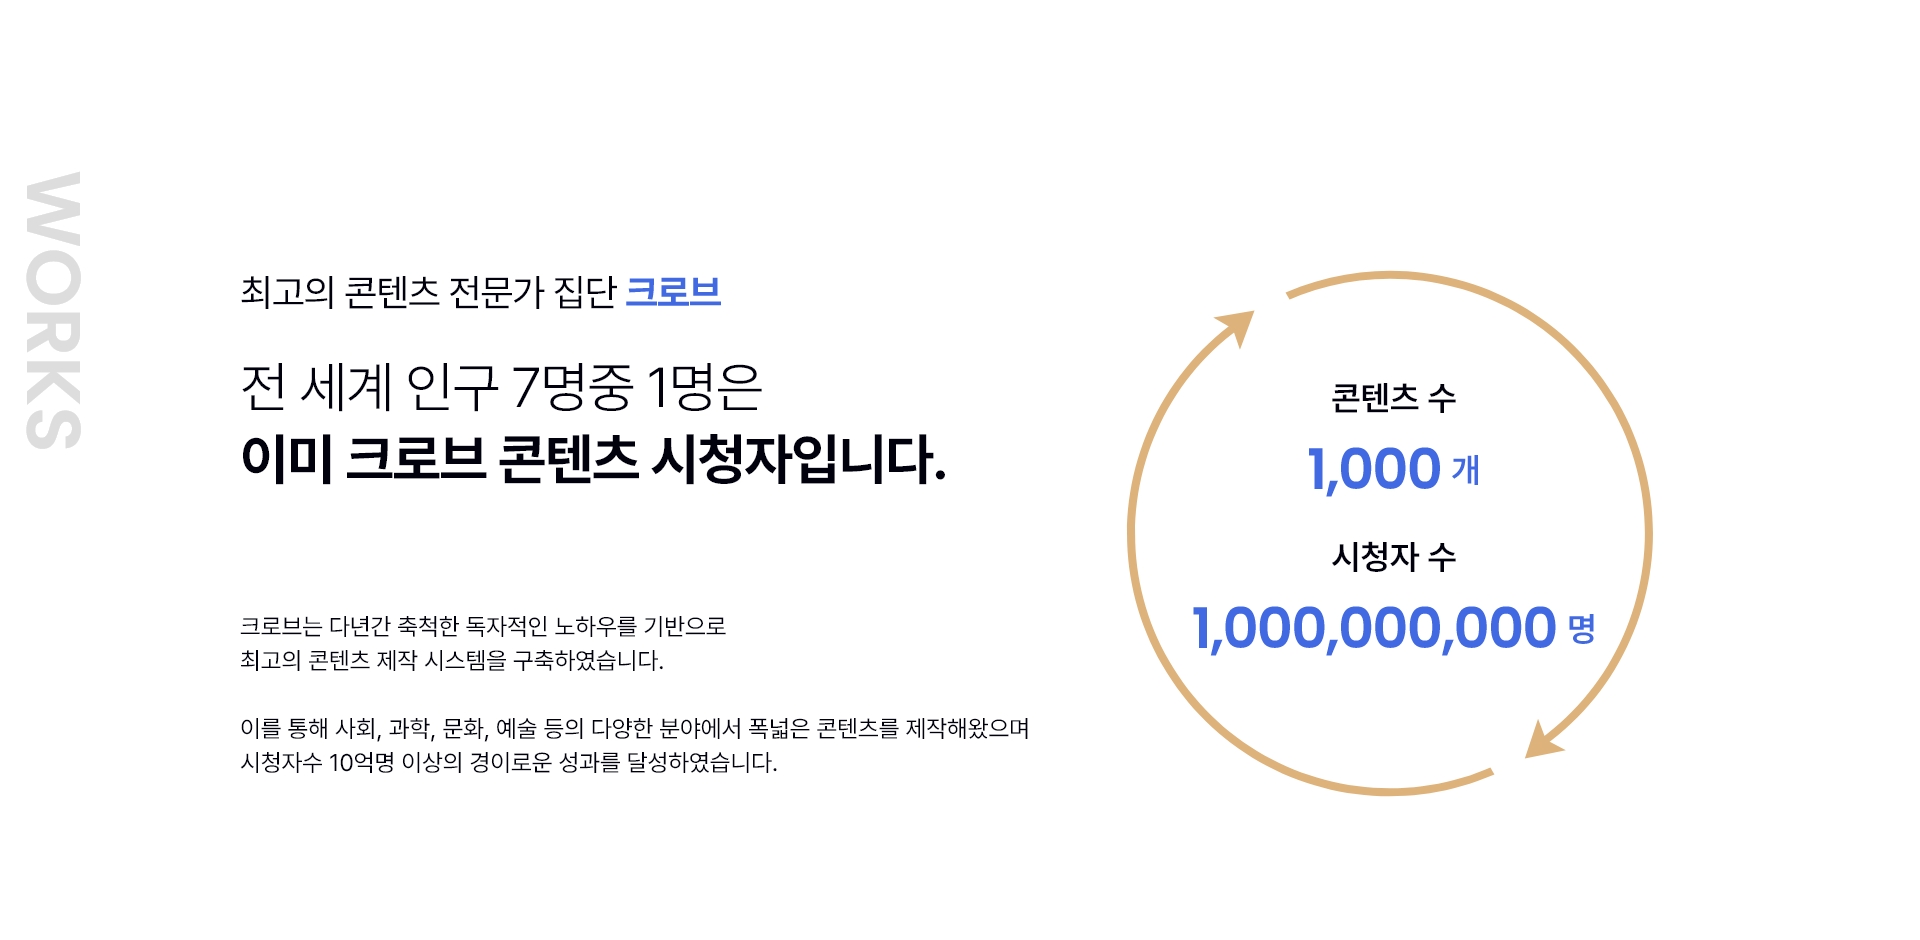 WORKS
최고의 콘텐츠 전문가 집단 크로브
전 세계 인구 7명중 1명은
이미 크로브 콘텐츠 시청자입니다.
크로브는 다년간 축척한 독자적인 노하우를 기반으로
최고의 콘텐츠 제작 시스템을 구축하였습니다.
이를 통해 사회, 과학, 문화, 예술 등의 다양한 분야에서 폭넓은 콘텐츠를 제작해왔으며
시청자수 10억명 이상의 경이로운 성과를 달성하였습니다.
콘텐츠 수
1,000 개
시청자 수
1,000,000,000 명